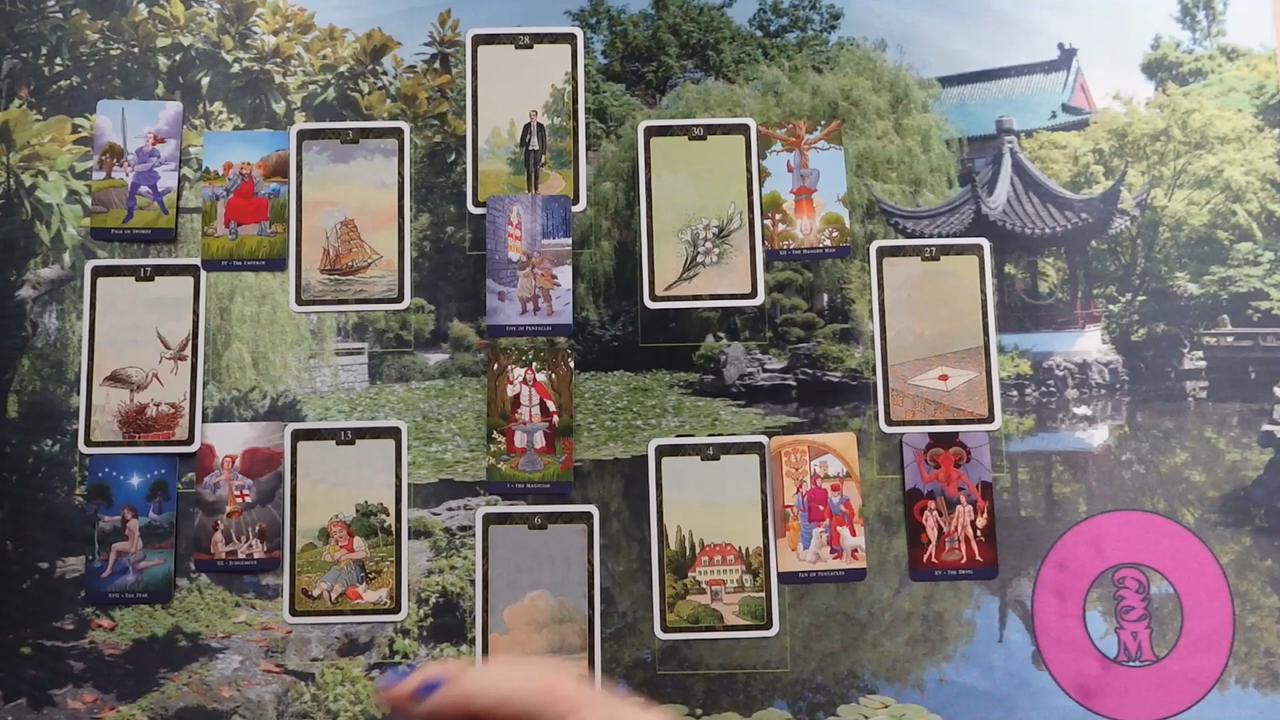 28
3
30
PAGE OF SWORDS
IV • THE EMPEROR
XII • THE HANGED MAN
27
17
FIVE OF PENTACLES
13
4
I • THE MAGICIAN
6
XX • JUDGEMENT
TEN OF PENTACLES
XV • THE DEVIL
XVII • THE STAR